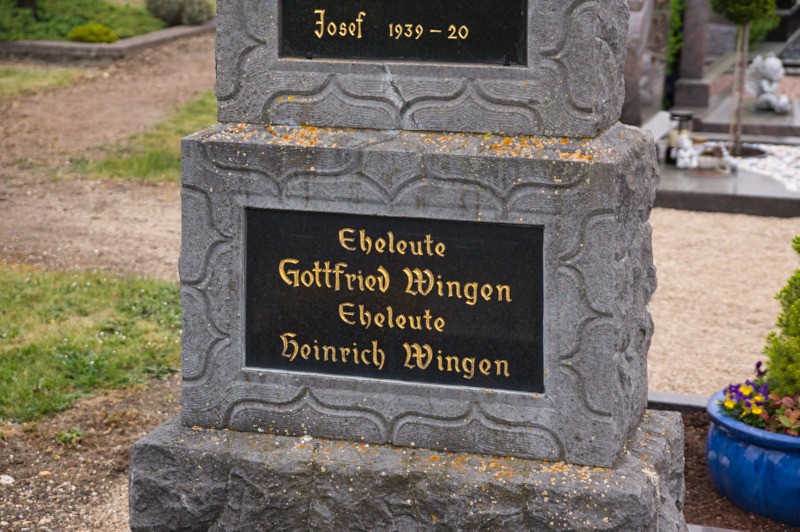 Josef 1939 – 20
Eheleute
Gottfried Wingen
Eheleute
Heinrich Wingen